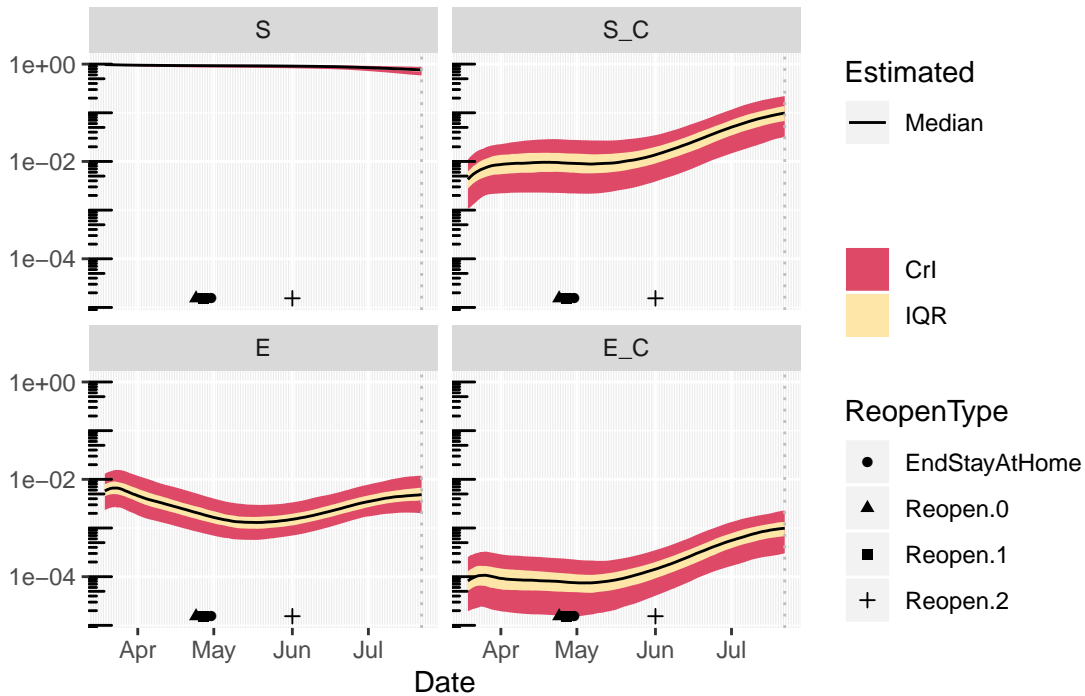 S
S_C
1e+00
1e−02
1e−04
E
E_C
1e+00
1e−02
1e−04
Apr
May
Jun
Jul
Apr
May
Jun
Jul
Date
Estimated
Median
CrI
IQR
ReopenType
EndStayAtHome
Reopen.0
Reopen.1
Reopen.2